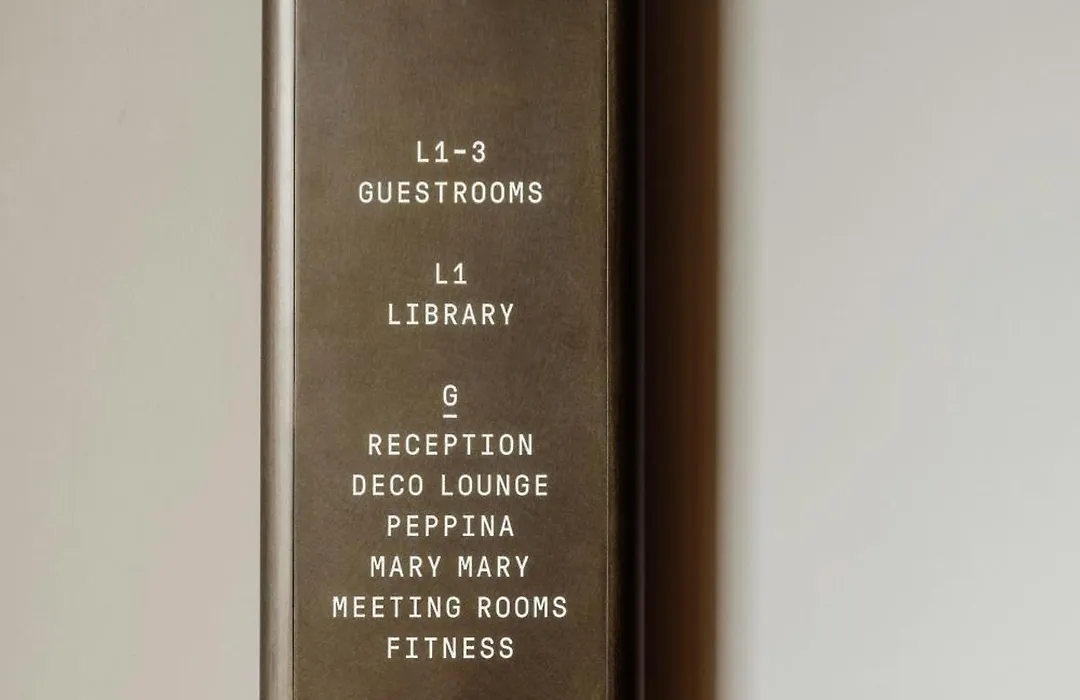 L1-3
GUESTROOMS
L1
LIBRARY
G
RECEPTION
DECO LOUNGE
PEPPINA
MARY MARY
MEETING ROOMS
FITNESS